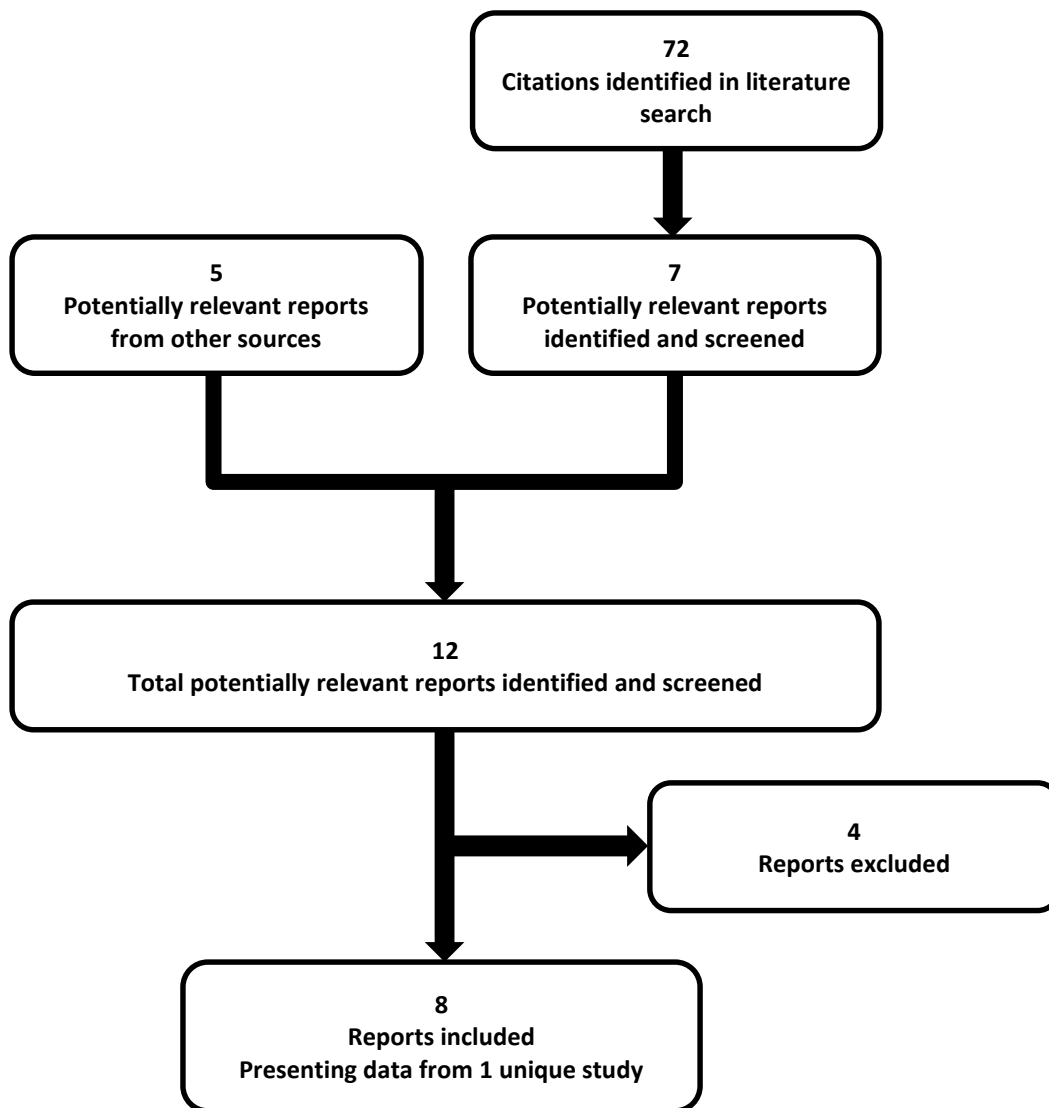 72
Citations identified in literature
search
5
Potentially relevant reports
from other sources
7
Potentially relevant reports
identified and screened
12
Total potentially relevant reports identified and screened
4
Reports excluded
8
Reports included
Presenting data from 1 unique study